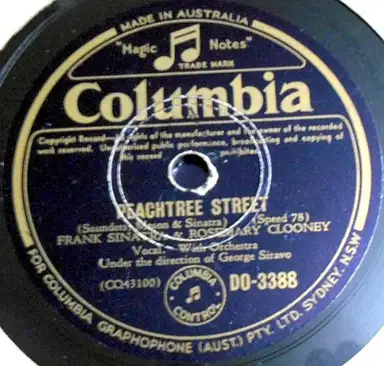 MADE IN AUSTRALIA
"Magic Notes"
TRADE MARK
Columbia
Copyright Record of the manufacturer and owner of the recorded
work reserved. Unauthorised public performance, broadcasting and copying of
this record prohibited
PEACHTREE STREET
(Saunders, Mason & Sinatra) (Speed 78)
FRANK SINATRA & ROSEMARY CLOONEY
Vocal With Orchestra
Under the direction of George Siravo
(CO43100)
COLUMBIA
CONTROL
DO-3388
FOR COLUMBIA GRAPHOPHONE (AUST.) PTY. LTD. SYDNEY. N.S.W